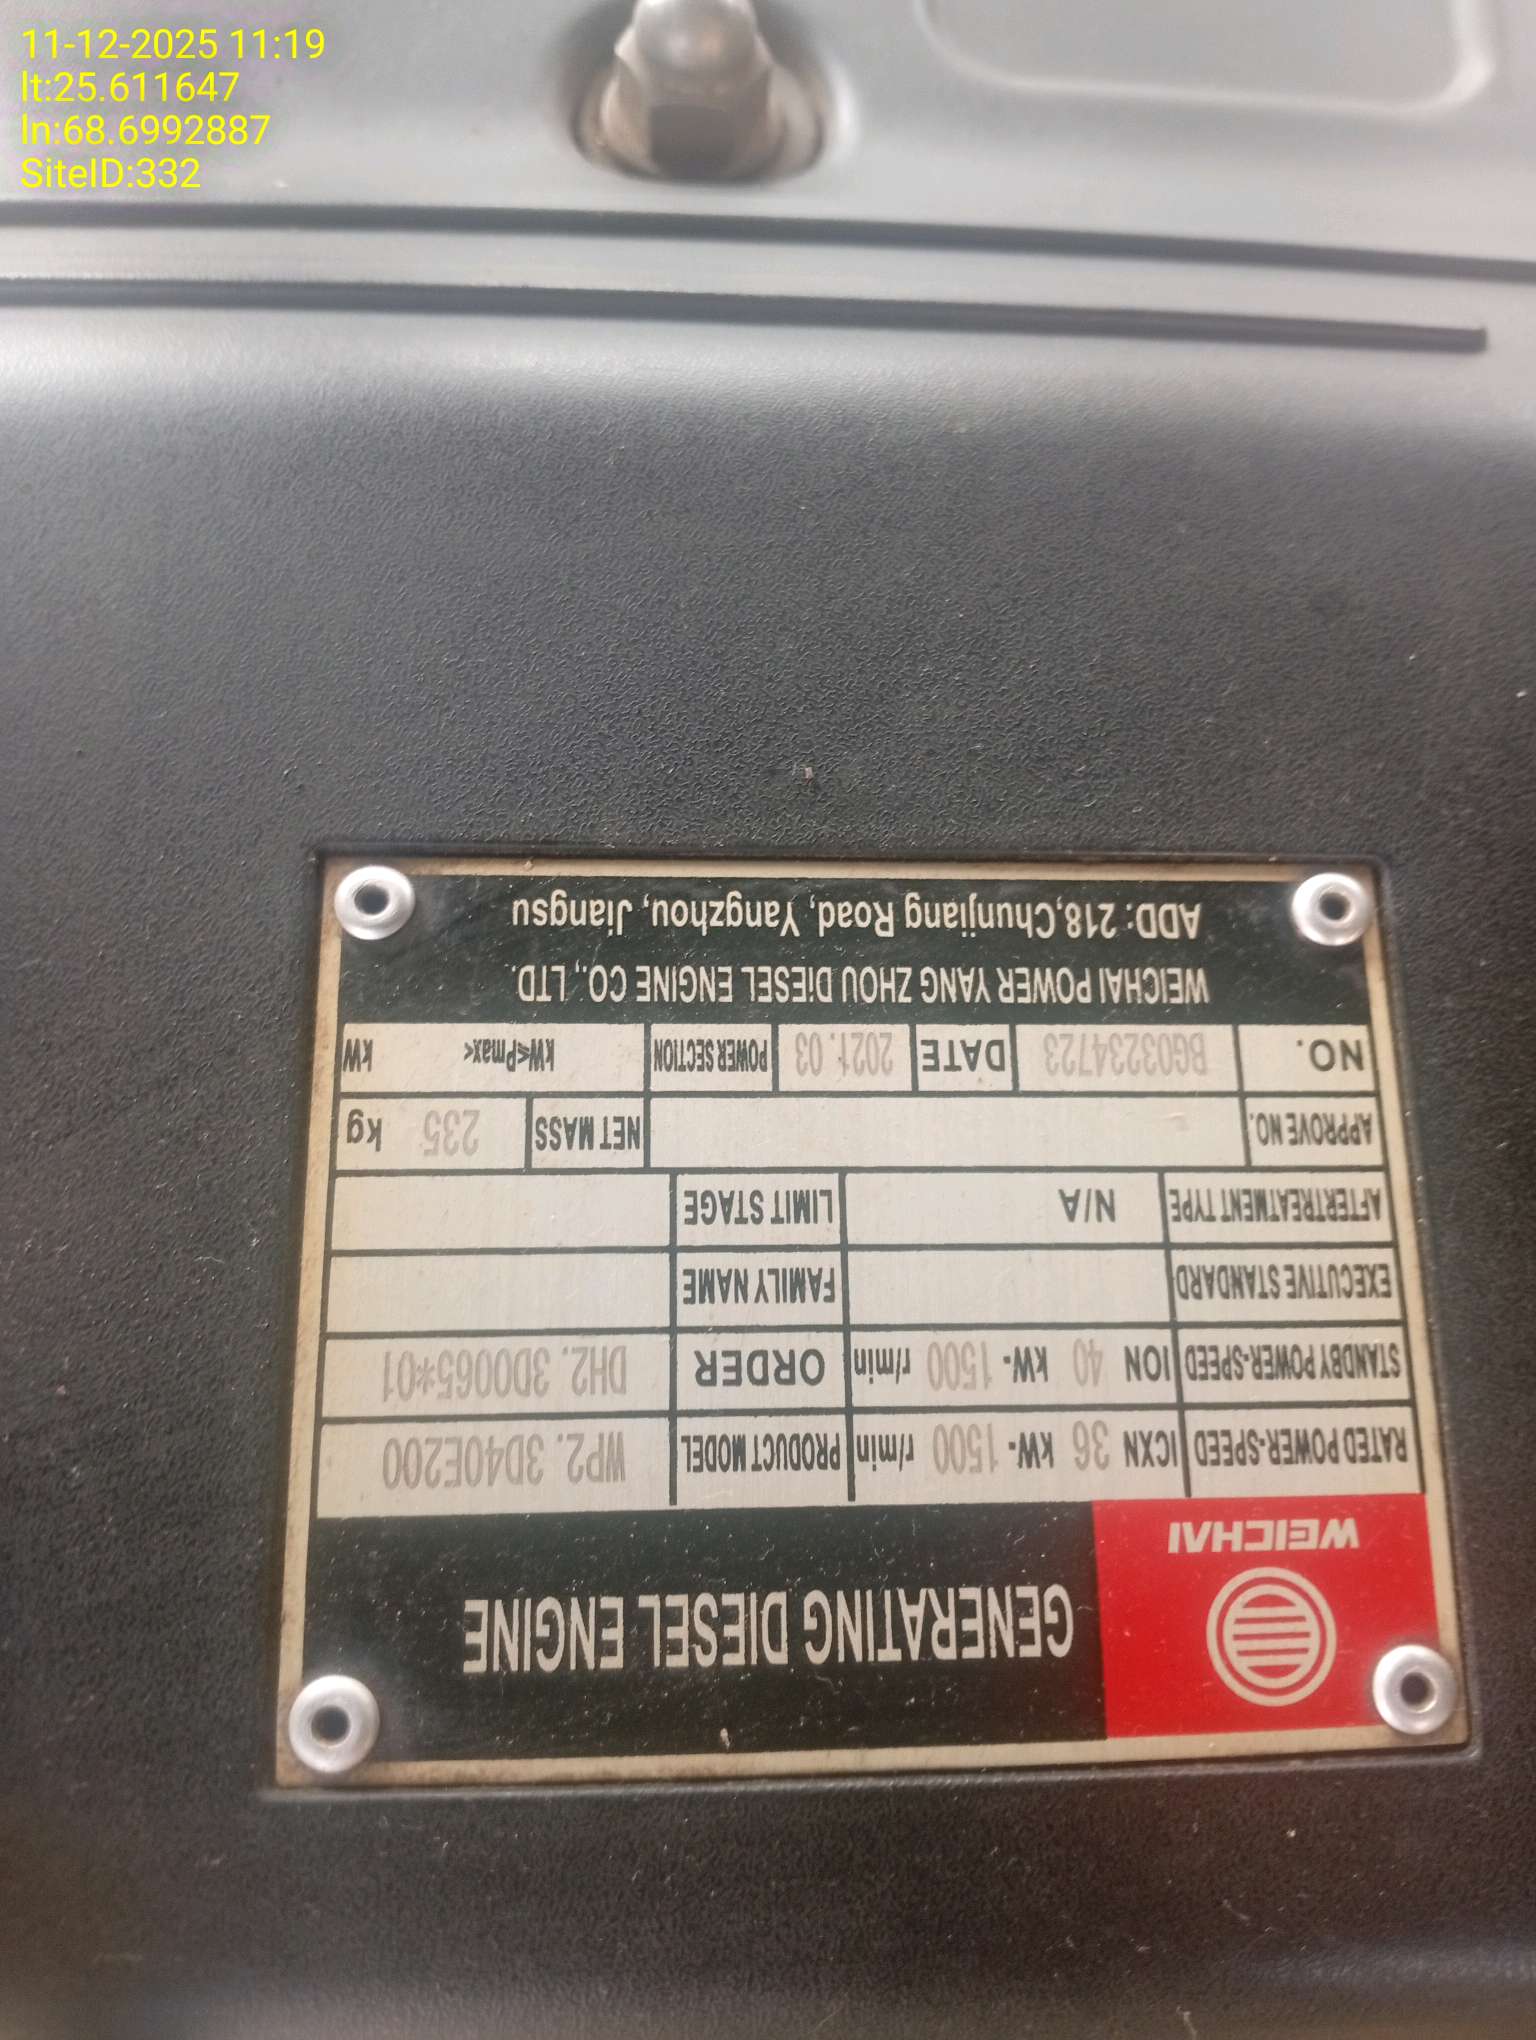 11-12-2025 11:19
lt:25.611647
ln:68.6992887
SiteID:332
WEICHAI
GENERATING DIESEL ENGINE
RATED POWER-SPEED ICXN 36 kW- 1500 r/min PRODUCT MODEL WP2. 3D40E200
STANDBY POWER-SPEED ION 40 kW- 1500 r/min ORDER DH2. 3D0065*01
EXECUTIVE STANDARD FAMILY NAME
AFTERTREATMENT TYPE N/A LIMIT STAGE
APPROVE NO. NET MASS 235 kg
NO. BG03234723 DATE 2021. 03 POWER SECTION kW≤Pmax< kW
WEICHAI POWER YANG ZHOU DiESEL ENGINE CO., LTD.
ADD: 218,Chunjiang Road, Yangzhou, Jiangsu